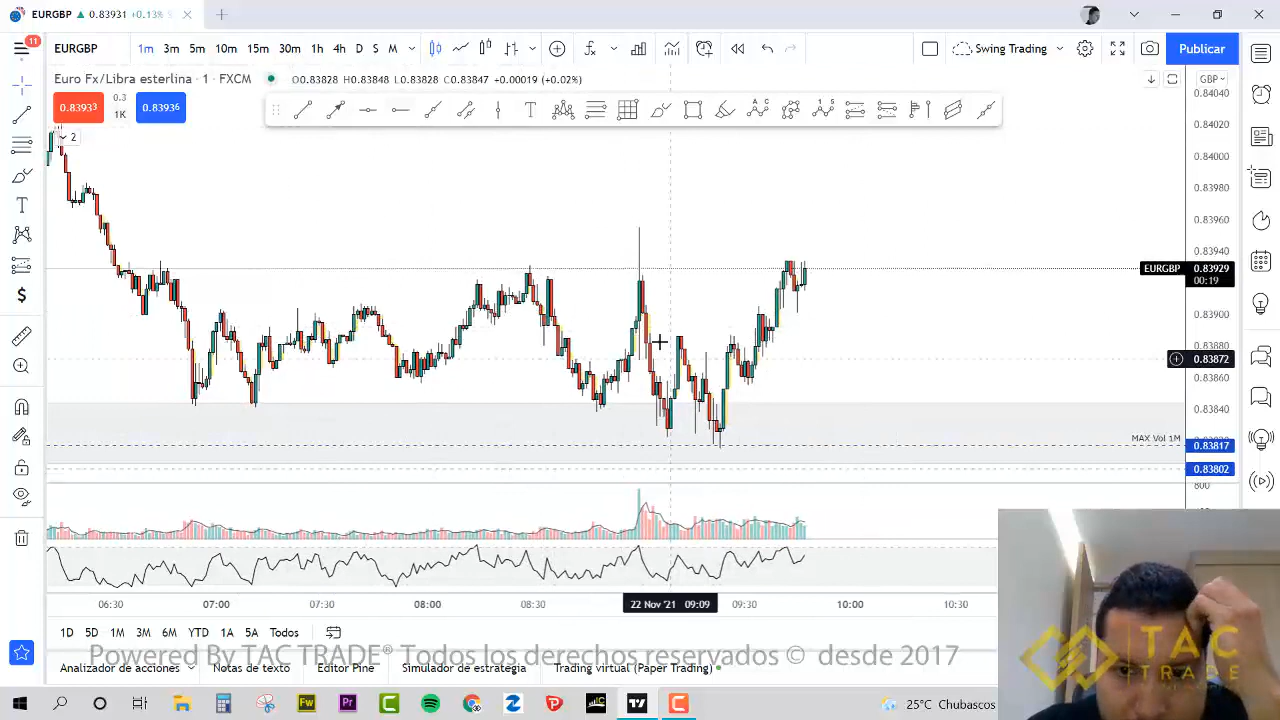 EURGBP ▲ 0.83931 +0.13%
11
EURGBP 1m 3m 5m 10m 15m 30m 1h 4h D S M Swing Trading Publicar
Euro Fx/Libra esterlina · 1 · FXCM O0.83828 H0.83848 L0.83828 C0.83847 +0.00019 (+0.02%)
GBP
0.83933 0.3 1K 0.83936
2
0.84040
0.84020
0.84000
0.83980
0.83960
0.83940
EURGBP 0.83929
00:19
0.83900
0.83880
0.83872
0.83860
0.83840
MAX Vol 1M
0.83817
0.83802
800
06:30 07:00 07:30 08:00 08:30 22 Nov '21 09:09 09:30 10:00 10:30
1D 5D 1M 3M 6M YTD 1A 5A Todos
Powered By TAC TRADE® Todos los derechos reservados © desde 2017
Analizador de acciones Notas de texto Editor Pine Simulador de estrategia Trading virtual (Paper Trading)
TAC
TRADE
25°C Chubascos